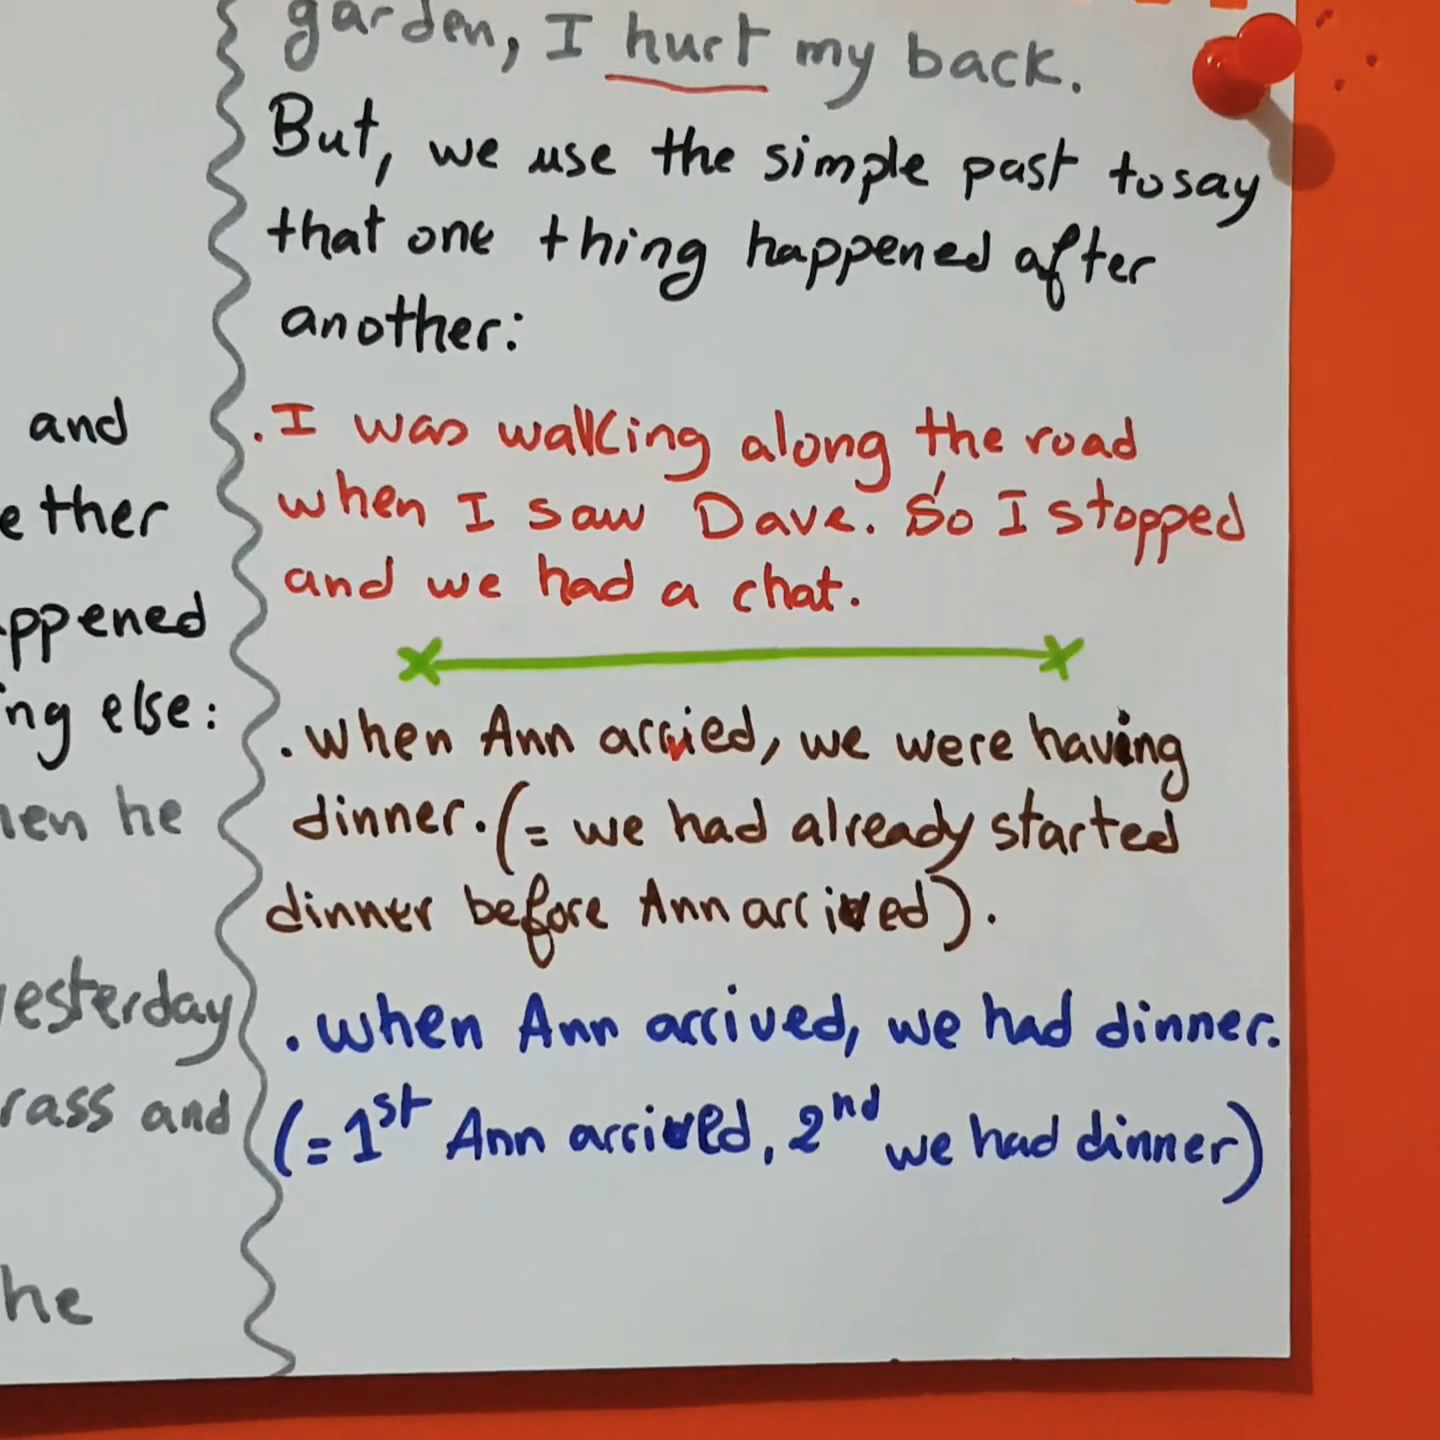 garden, I hurt my back.
But, we use the simple past to say
that one thing happened after
another:
. I was walking along the road
when I saw Dave. So I stopped
and we had a chat.
. when Ann arrived, we were having
dinner. (= we had already started
dinner before Ann arrived).
. when Ann arrived, we had dinner.
(= 1st Ann arrived, 2nd we had dinner)
and
ether
ppened
ng else:
en he
yesterday
rass and
he